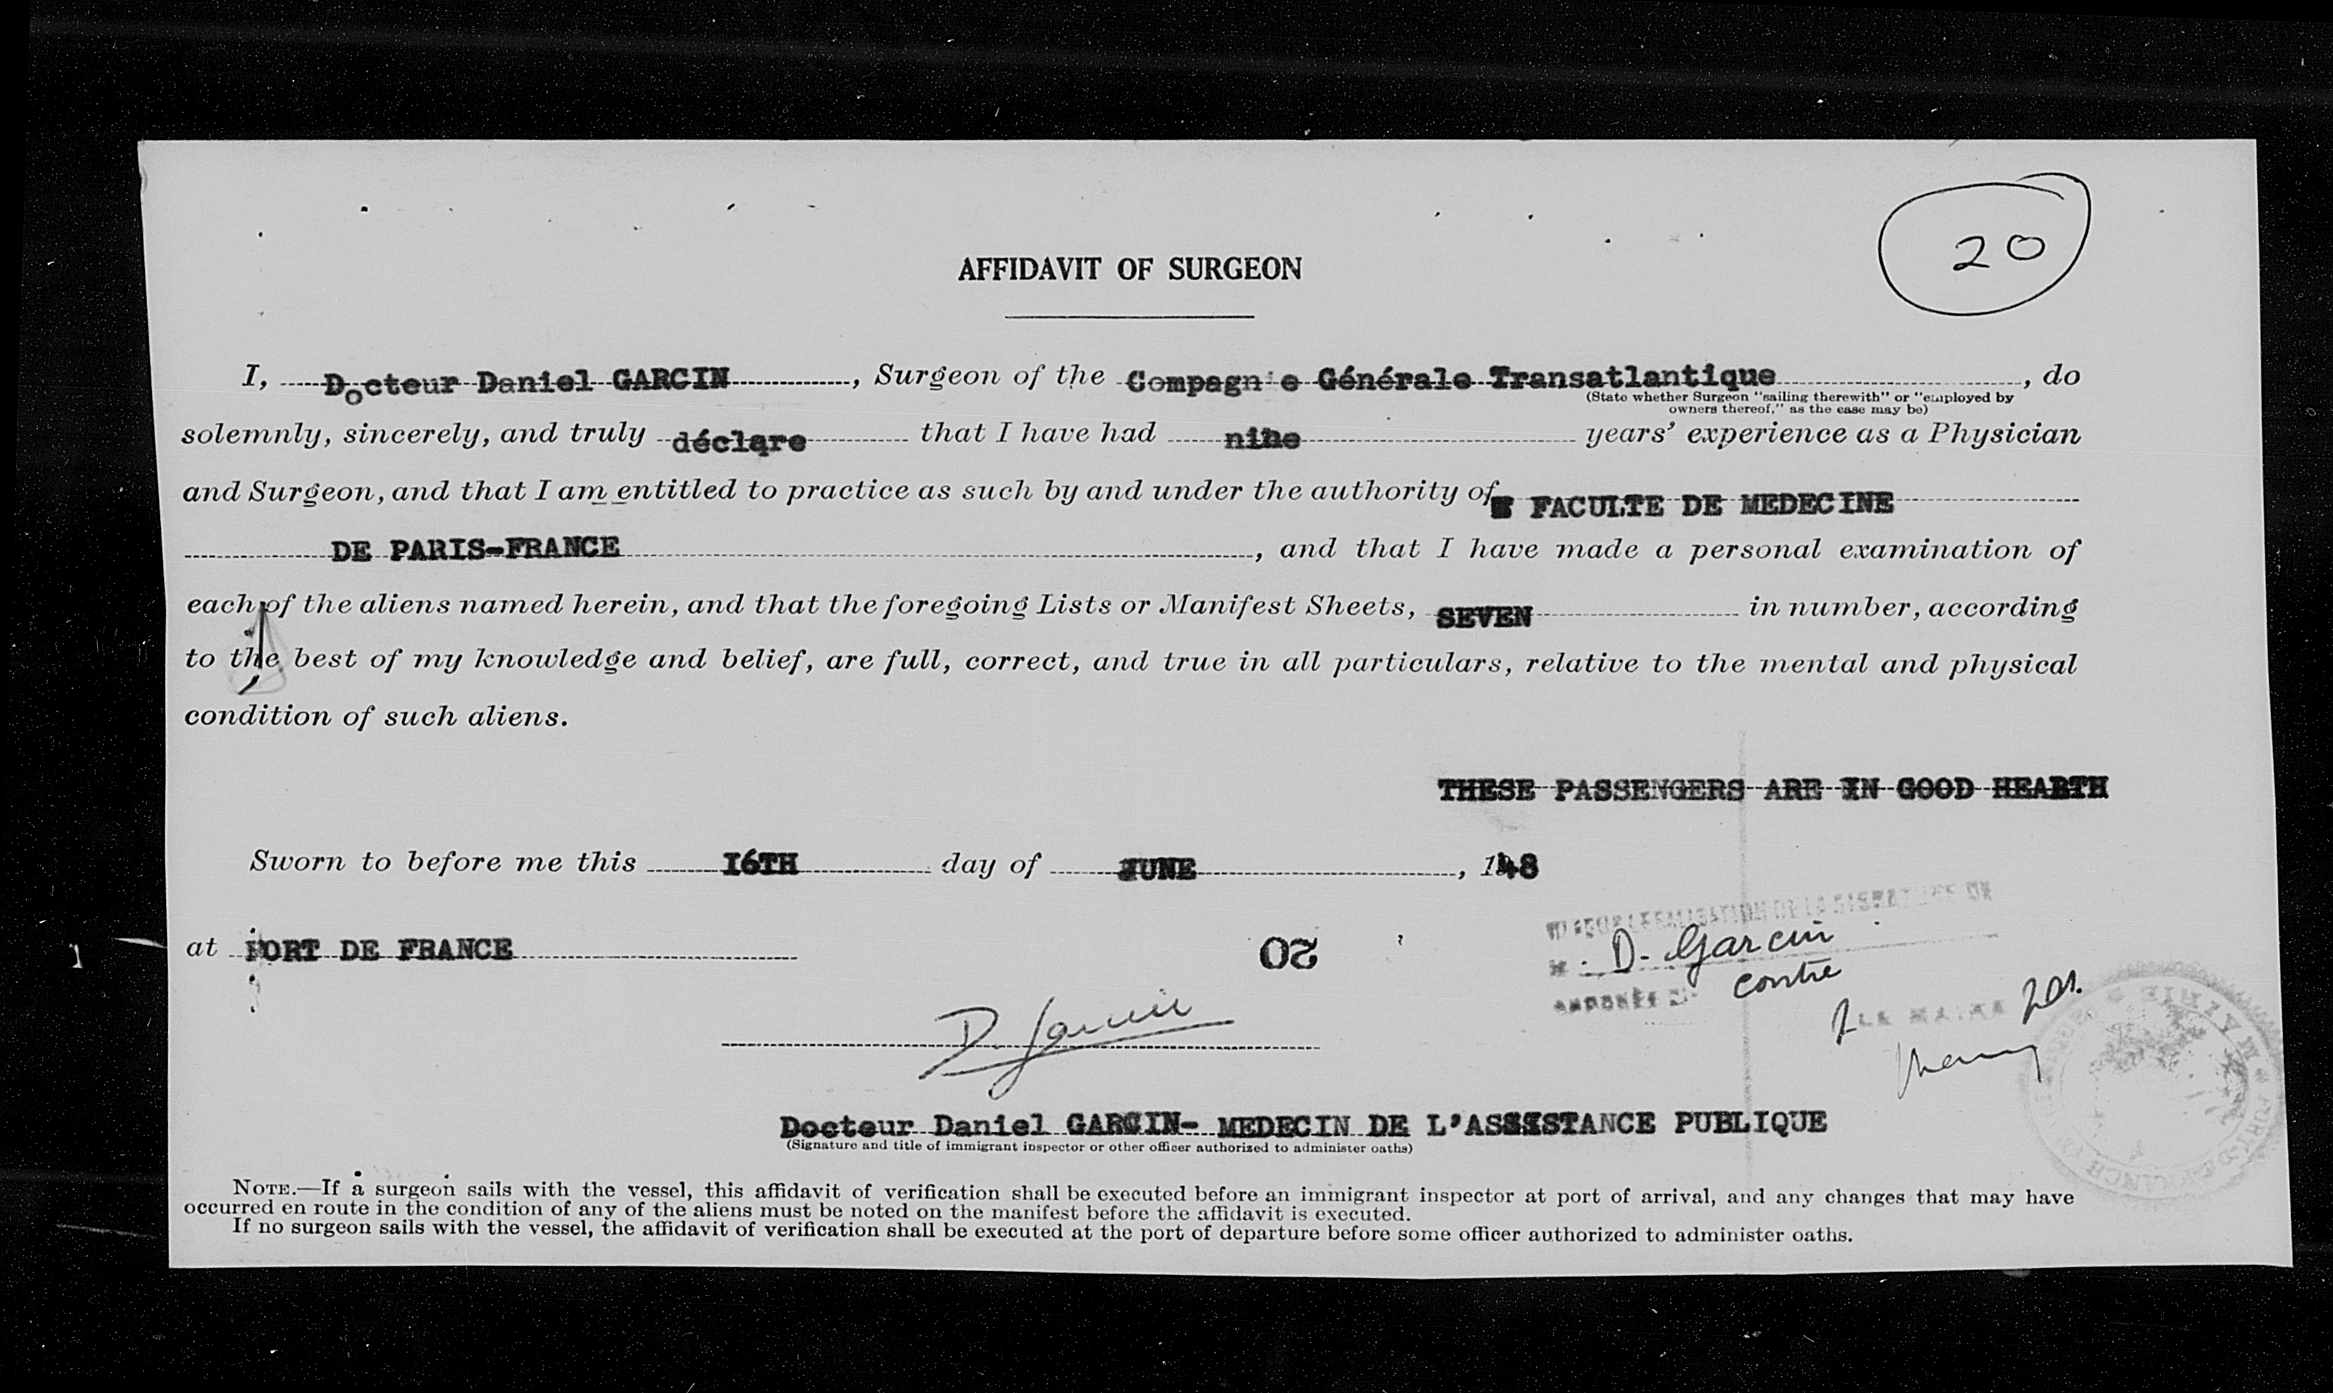 20
AFFIDAVIT OF SURGEON
I, Docteur Daniel GARCIN, Surgeon of the Compagnie Générale Transatlantique, do
(State whether Surgeon "sailing therewith" or "employed by
owners thereof," as the case may be)
solemnly, sincerely, and truly déclare that I have had nine years' experience as a Physician
and Surgeon, and that I am entitled to practice as such by and under the authority of FACULTE DE MEDECINE
DE PARIS-FRANCE, and that I have made a personal examination of
each of the aliens named herein, and that the foregoing Lists or Manifest Sheets, SEVEN in number, according
to the best of my knowledge and belief, are full, correct, and true in all particulars, relative to the mental and physical
condition of such aliens.
THESE PASSENGERS ARE IN GOOD HEALTH
Sworn to before me this I6TH day of JUNE, 1948
at FORT DE FRANCE
20
D. Garcin
contre
LE MAIRE
D. Garcin
Docteur Daniel GARCIN- MEDECIN DE L'ASSISTANCE PUBLIQUE
(Signature and title of immigrant inspector or other officer authorized to administer oaths)
NOTE.—If a surgeon sails with the vessel, this affidavit of verification shall be executed before an immigrant inspector at port of arrival, and any changes that may have
occurred en route in the condition of any of the aliens must be noted on the manifest before the affidavit is executed.
If no surgeon sails with the vessel, the affidavit of verification shall be executed at the port of departure before some officer authorized to administer oaths.